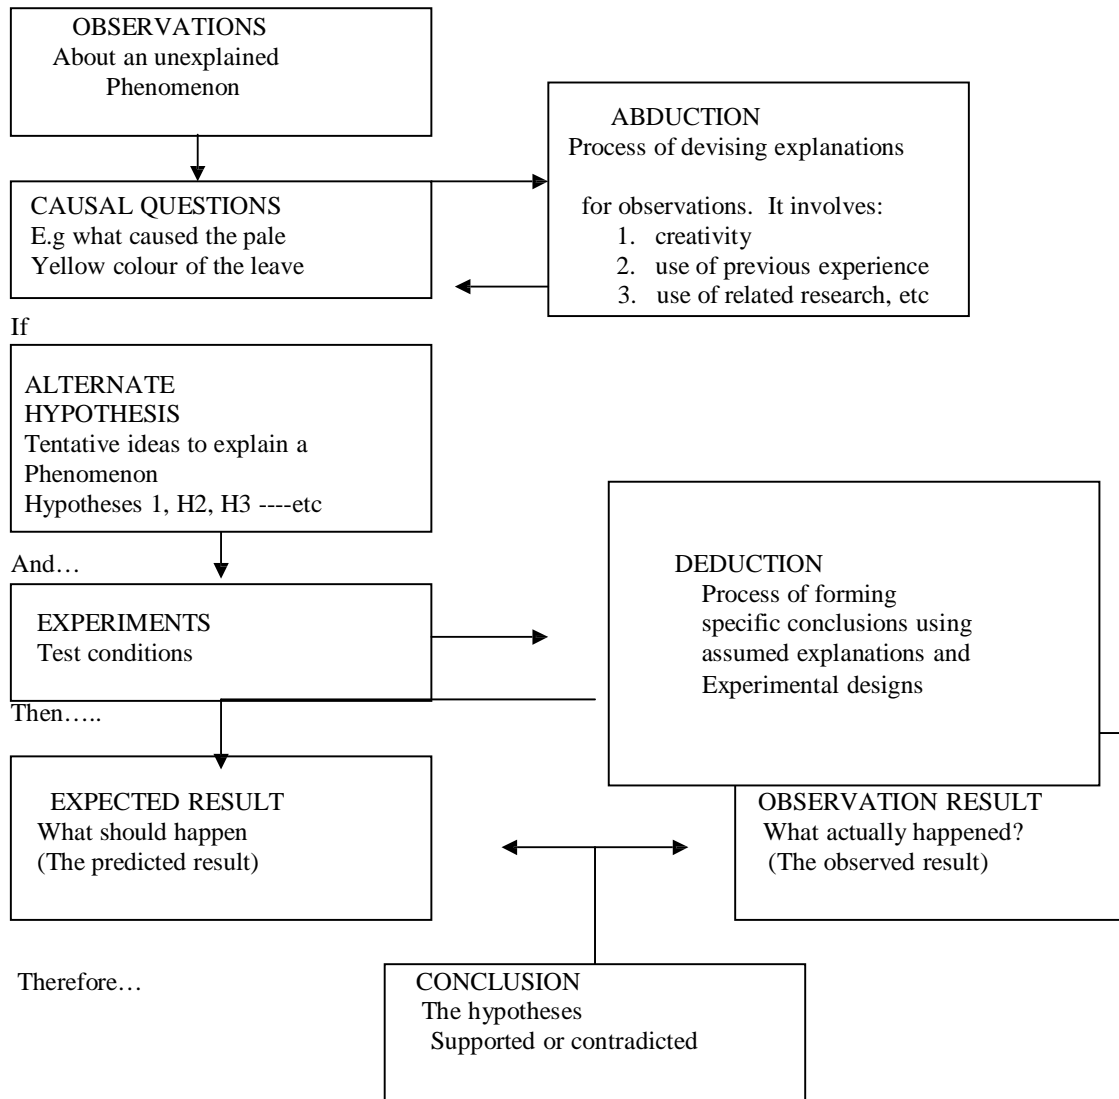 OBSERVATIONS
About an unexplained
Phenomenon
ABDUCTION
Process of devising explanations
for observations. It involves:
1. creativity
2. use of previous experience
3. use of related research, etc
CAUSAL QUESTIONS
E.g what caused the pale
Yellow colour of the leave
If
ALTERNATE
HYPOTHESIS
Tentative ideas to explain a
Phenomenon
Hypotheses 1, H2, H3 ----etc
And…
EXPERIMENTS
Test conditions
DEDUCTION
Process of forming
specific conclusions using
assumed explanations and
Experimental designs
Then…..
EXPECTED RESULT
What should happen
(The predicted result)
OBSERVATION RESULT
What actually happened?
(The observed result)
Therefore…
CONCLUSION
The hypotheses
Supported or contradicted